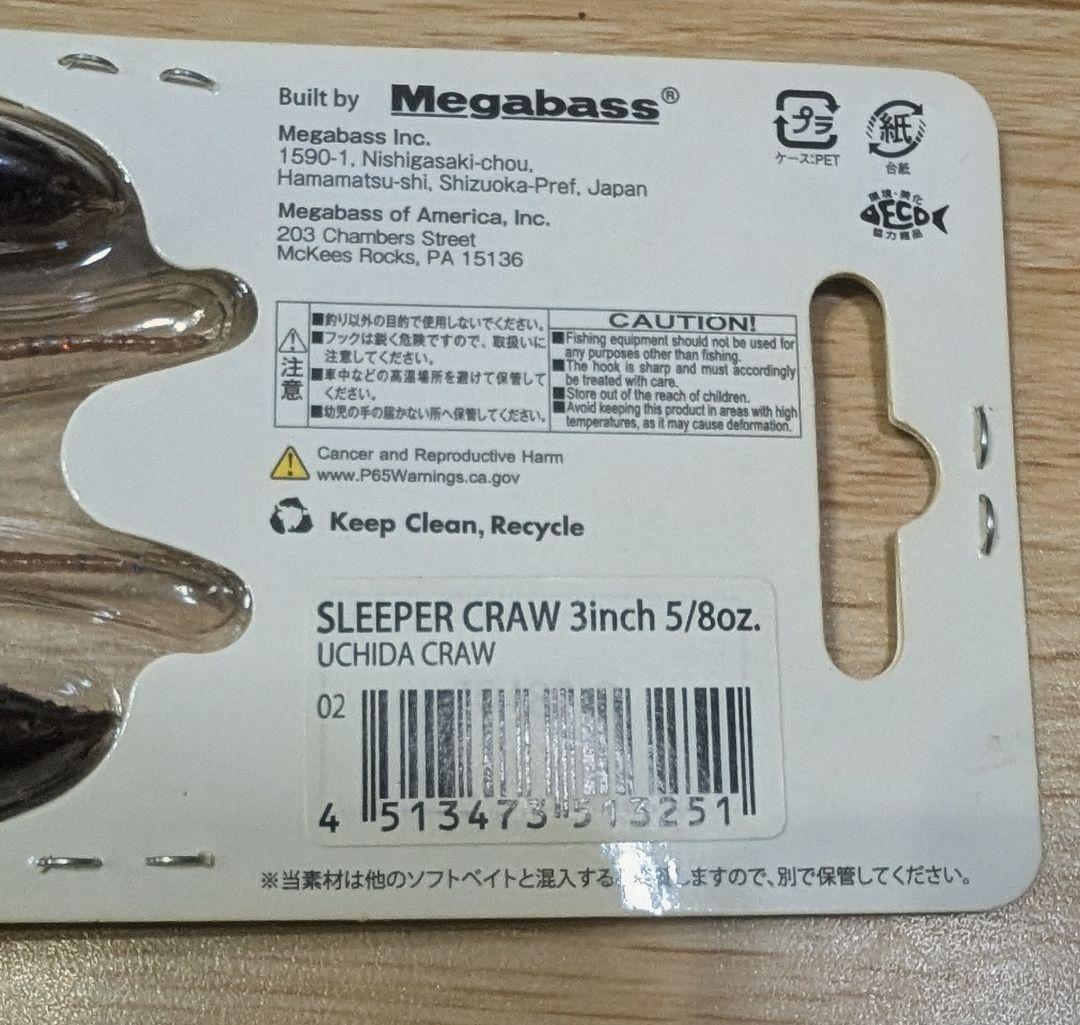 Built by Megabass®
Megabass Inc.
1590-1, Nishigasaki-chou,
Hamamatsu-shi, Shizuoka-Pref, Japan
Megabass of America, Inc.
203 Chambers Street
McKees Rocks, PA 15136
プラ
ケース:PET
紙
台紙
環境・美化
ECO
協力商品
注意
■釣り以外の目的で使用しないでください。
■フックは鋭く危険ですので、取扱いに
注意してください。
■車中などの高温場所を避けて保管して
ください。
■幼児の手の届かない所へ保管してください。
CAUTION!
■Fishing equipment should not be used for
any purposes other than fishing.
■The hook is sharp and must accordingly
be treated with care.
■Store out of the reach of children.
■Avoid keeping this product in areas with high
temperatures, as it may cause deformation.
Cancer and Reproductive Harm
www.P65Warnings.ca.gov
Keep Clean, Recycle
SLEEPER CRAW 3inch 5/8oz.
UCHIDA CRAW
02
4 513473 513251
※当素材は他のソフトベイトと混入する しますので、別で保管してください。